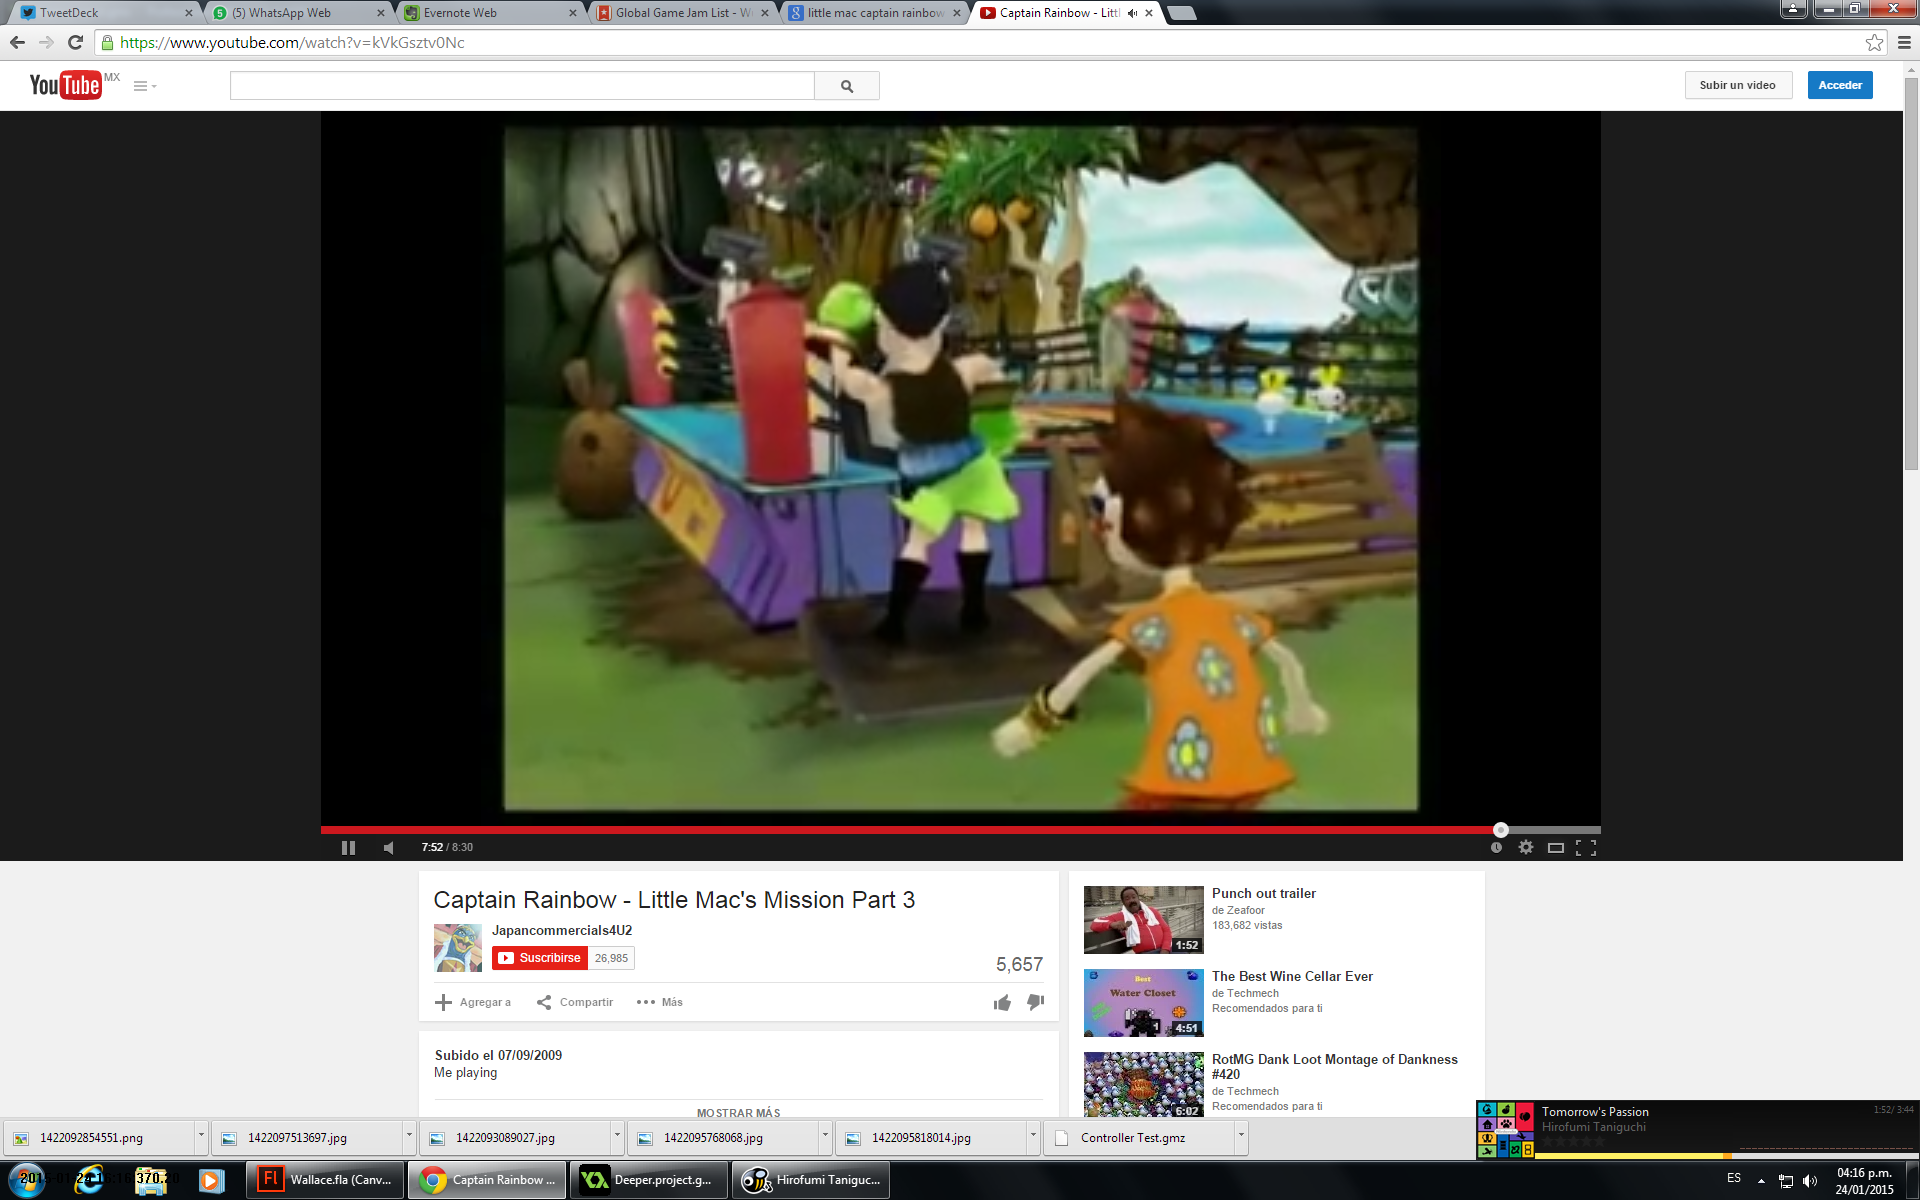 TweetDeck
(5) WhatsApp Web
Evernote Web
Global Game Jam List - W
little mac captain rainbow
Captain Rainbow - Littl
https://www.youtube.com/watch?v=kVkGsztv0Nc
YouTube MX
Subir un video
Acceder
7:52 / 8:30
Captain Rainbow - Little Mac's Mission Part 3
Japancommercials4U2
Suscribirse 26,985
5,657
Agregar a Compartir Más
Subido el 07/09/2009
Me playing
MOSTRAR MÁS
Punch out trailer
de Zeafoor
183,682 vistas
1:52
The Best Wine Cellar Ever
de Techmech
Recomendados para ti
Best
Water Closet
4:51
RotMG Dank Loot Montage of Dankness
#420
de Techmech
Recomendados para ti
6:02
1422092854551.png
1422097513697.jpg
1422093089027.jpg
1422095768068.jpg
1422095818014.jpg
Controller Test.gmz
Tomorrow's Passion
Hirofumi Taniguchi
1:52/ 3:44
Wallace.fla (Canv...
Captain Rainbow ...
Deeper.project.g...
Hirofumi Taniguc...
ES
04:16 p.m.
24/01/2015